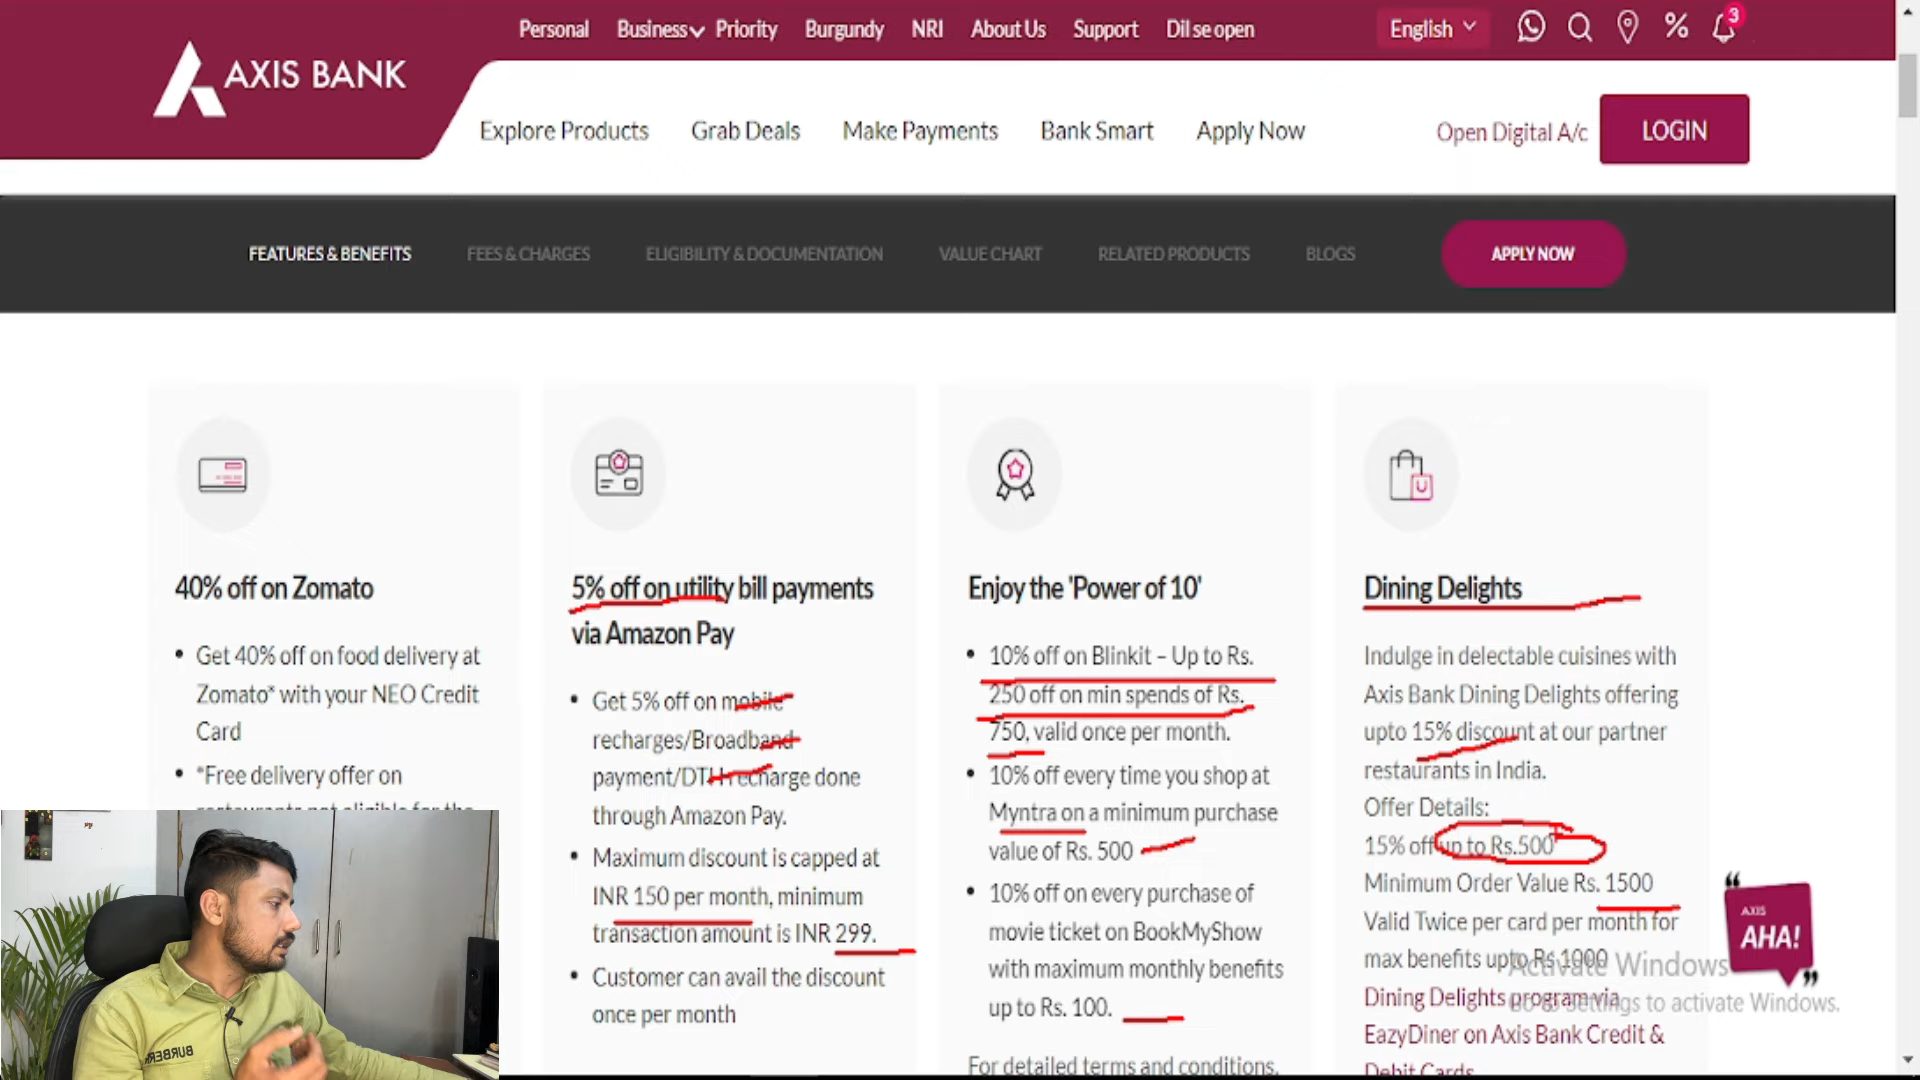 Personal Business Priority Burgundy NRI About Us Support Dil se open English 3
AXIS BANK
Explore Products Grab Deals Make Payments Bank Smart Apply Now Open Digital A/c LOGIN
FEATURES & BENEFITS FEES & CHARGES ELIGIBILITY & DOCUMENTATION VALUE CHART RELATED PRODUCTS BLOGS APPLY NOW
40% off on Zomato
Get 40% off on food delivery at
Zomato* with your NEO Credit
Card
*Free delivery offer on
5% off on utility bill payments
via Amazon Pay
Get 5% off on mobile
recharges/Broadband
payment/DTH recharge done
through Amazon Pay.
Maximum discount is capped at
INR 150 per month, minimum
transaction amount is INR 299.
Customer can avail the discount
once per month
Enjoy the 'Power of 10'
10% off on Blinkit – Up to Rs.
250 off on min spends of Rs.
750, valid once per month.
10% off every time you shop at
Myntra on a minimum purchase
value of Rs. 500
10% off on every purchase of
movie ticket on BookMyShow
with maximum monthly benefits
up to Rs. 100.
For detailed terms and conditions,
Dining Delights
Indulge in delectable cuisines with
Axis Bank Dining Delights offering
upto 15% discount at our partner
restaurants in India.
Offer Details:
15% off up to Rs.500
Minimum Order Value Rs. 1500
Valid Twice per card per month for
max benefits upto Rs 1000
Dining Delights program via
EazyDiner on Axis Bank Credit &
Debit Cards
AXIS
AHA!
Activate Windows
Go to Settings to activate Windows.
BURBER